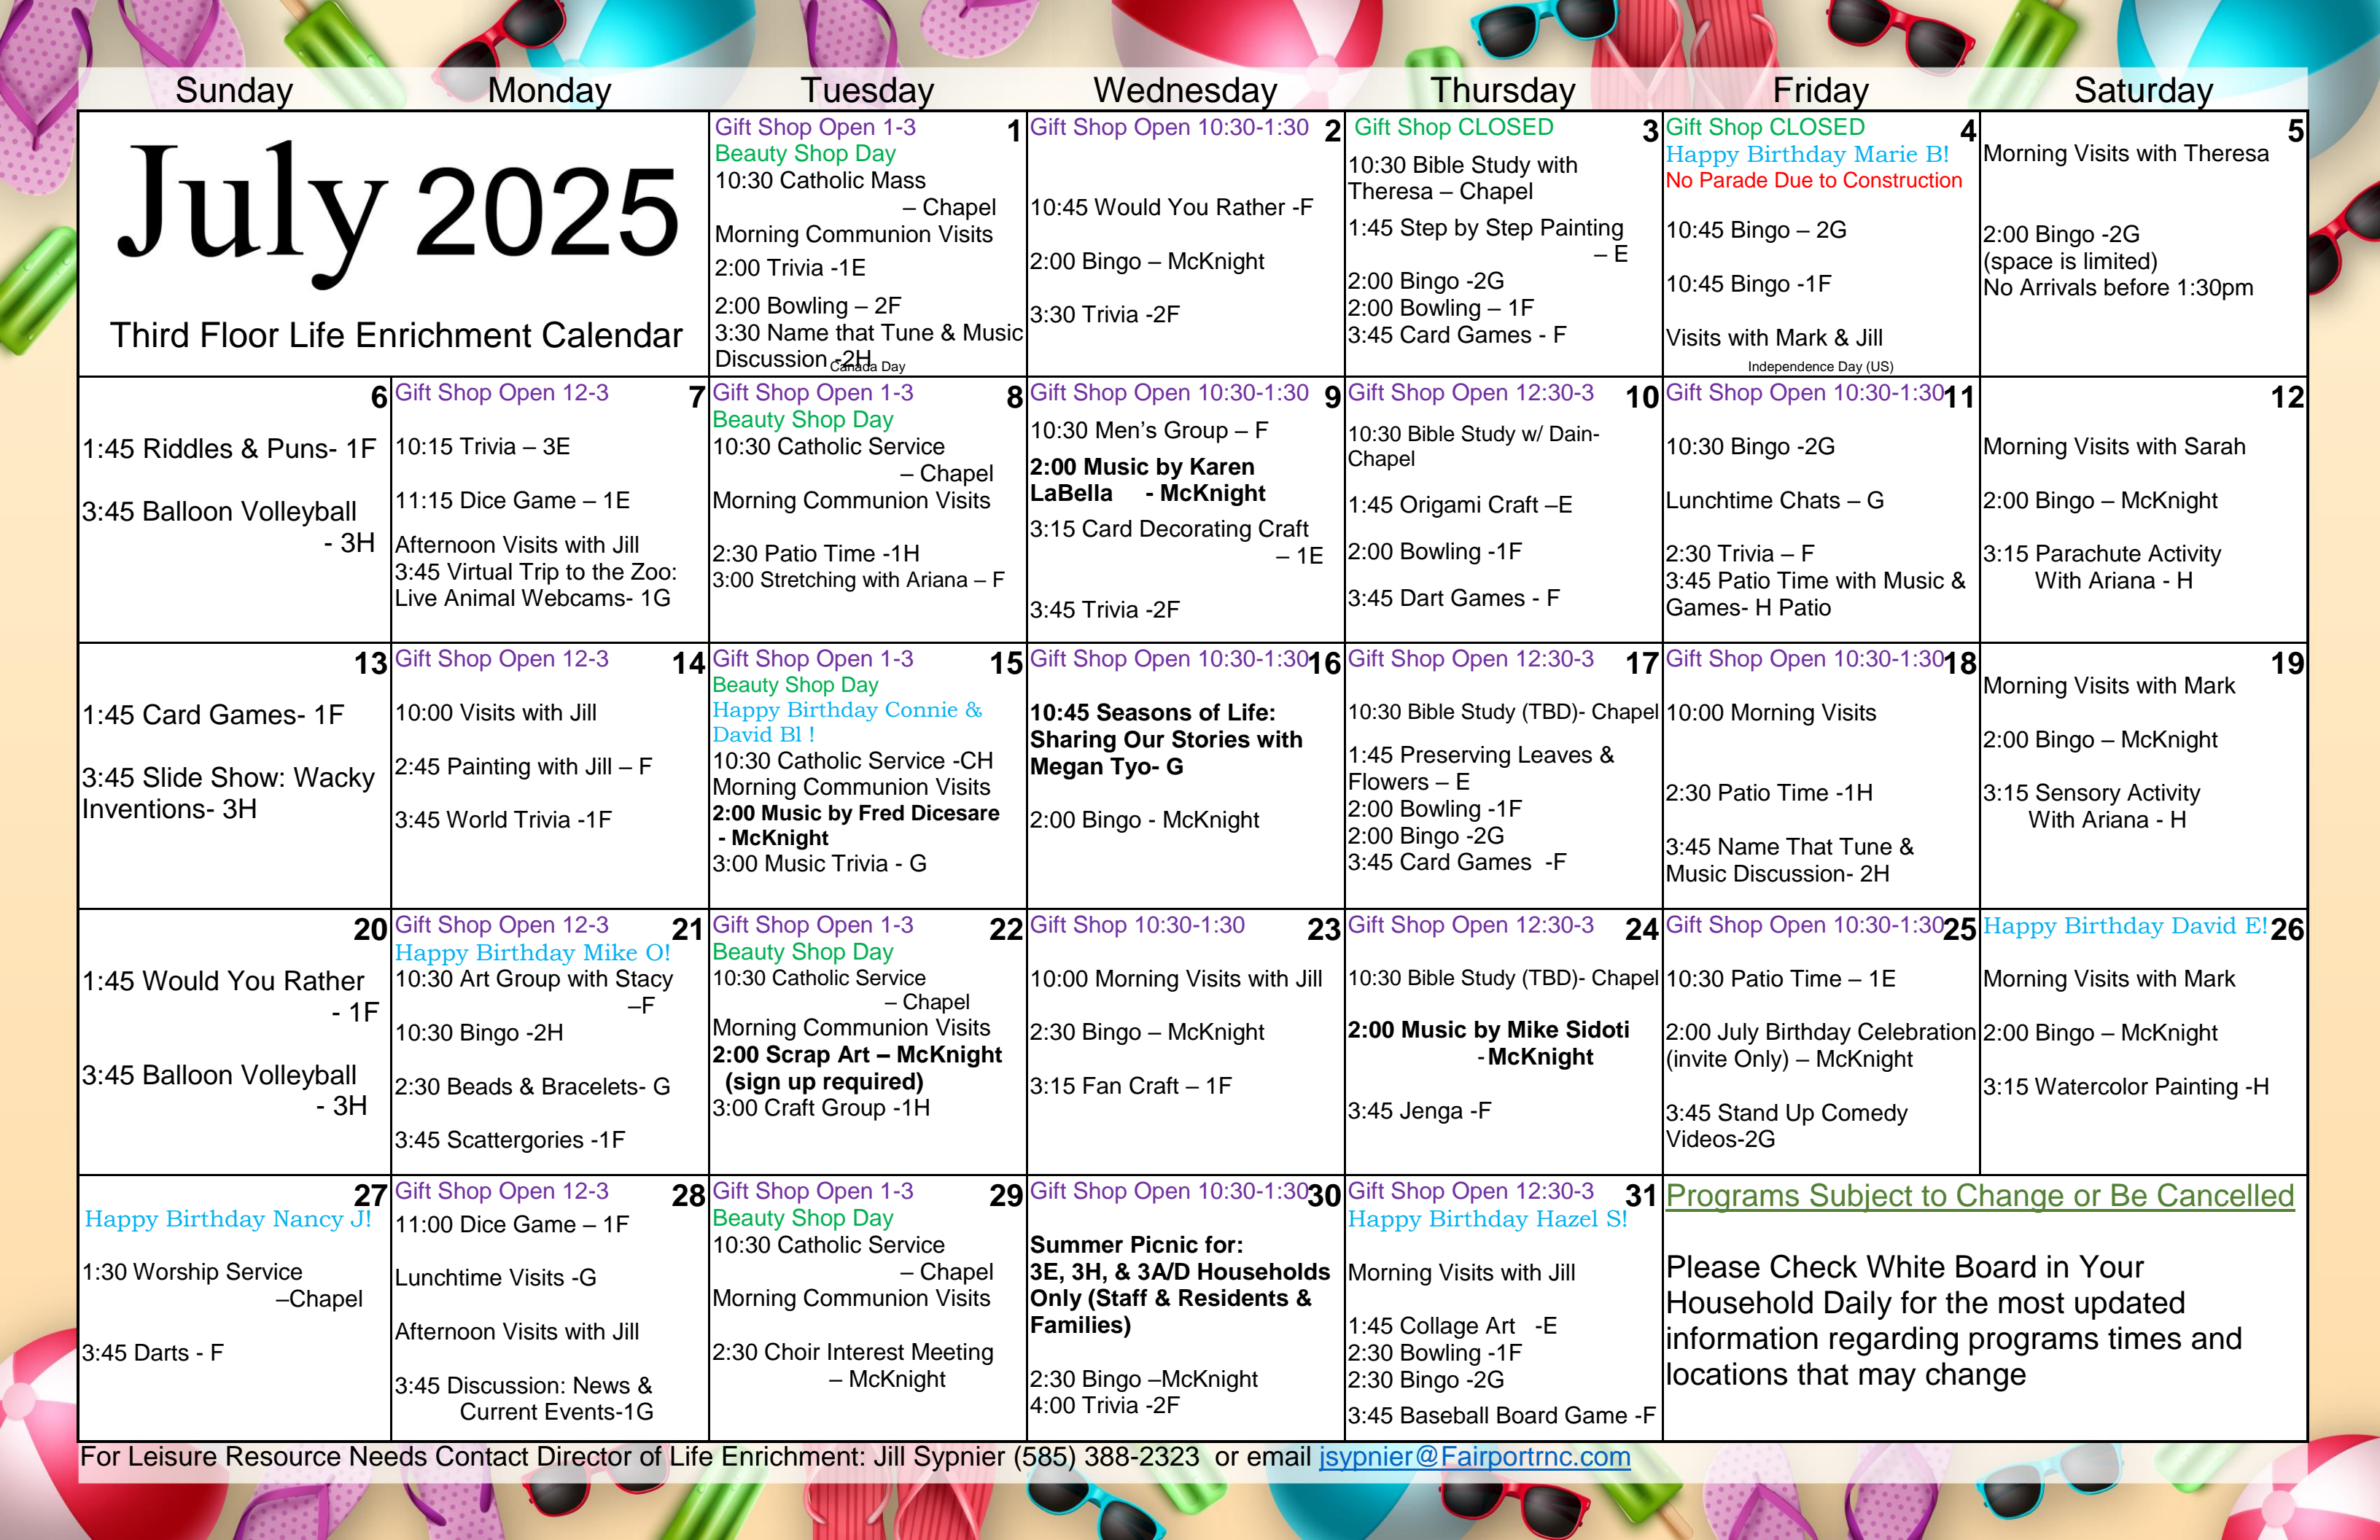 Sunday
Monday
Tuesday
Wednesday
Thursday
Friday
Saturday
July 2025
Third Floor Life Enrichment Calendar
Gift Shop Open 1-3
1
Beauty Shop Day
10:30 Catholic Mass
– Chapel
Morning Communion Visits
2:00 Trivia -1E
2:00 Bowling – 2F
3:30 Name that Tune & Music
Discussion -2H
Canada Day
Gift Shop Open 10:30-1:30
2
10:45 Would You Rather -F
2:00 Bingo – McKnight
3:30 Trivia -2F
Gift Shop CLOSED
3
10:30 Bible Study with
Theresa – Chapel
1:45 Step by Step Painting
– E
2:00 Bingo -2G
2:00 Bowling – 1F
3:45 Card Games - F
Gift Shop CLOSED
4
Happy Birthday Marie B!
No Parade Due to Construction
10:45 Bingo – 2G
10:45 Bingo -1F
Visits with Mark & Jill
Independence Day (US)
5
Morning Visits with Theresa
2:00 Bingo -2G
(space is limited)
No Arrivals before 1:30pm
6
1:45 Riddles & Puns- 1F
3:45 Balloon Volleyball
- 3H
Gift Shop Open 12-3
7
10:15 Trivia – 3E
11:15 Dice Game – 1E
Afternoon Visits with Jill
3:45 Virtual Trip to the Zoo:
Live Animal Webcams- 1G
Gift Shop Open 1-3
8
Beauty Shop Day
10:30 Catholic Service
– Chapel
Morning Communion Visits
2:30 Patio Time -1H
3:00 Stretching with Ariana – F
Gift Shop Open 10:30-1:30
9
10:30 Men's Group – F
2:00 Music by Karen
LaBella - McKnight
3:15 Card Decorating Craft
– 1E
3:45 Trivia -2F
Gift Shop Open 12:30-3
10
10:30 Bible Study w/ Dain-
Chapel
1:45 Origami Craft –E
2:00 Bowling -1F
3:45 Dart Games - F
Gift Shop Open 10:30-1:30
11
10:30 Bingo -2G
Lunchtime Chats – G
2:30 Trivia – F
3:45 Patio Time with Music &
Games- H Patio
12
Morning Visits with Sarah
2:00 Bingo – McKnight
3:15 Parachute Activity
With Ariana - H
13
1:45 Card Games- 1F
3:45 Slide Show: Wacky
Inventions- 3H
Gift Shop Open 12-3
14
10:00 Visits with Jill
2:45 Painting with Jill – F
3:45 World Trivia -1F
Gift Shop Open 1-3
15
Beauty Shop Day
Happy Birthday Connie &
David Bl !
10:30 Catholic Service -CH
Morning Communion Visits
2:00 Music by Fred Dicesare
- McKnight
3:00 Music Trivia - G
Gift Shop Open 10:30-1:30
16
10:45 Seasons of Life:
Sharing Our Stories with
Megan Tyo- G
2:00 Bingo - McKnight
Gift Shop Open 12:30-3
17
10:30 Bible Study (TBD)- Chapel
1:45 Preserving Leaves &
Flowers – E
2:00 Bowling -1F
2:00 Bingo -2G
3:45 Card Games -F
Gift Shop Open 10:30-1:30
18
10:00 Morning Visits
2:30 Patio Time -1H
3:45 Name That Tune &
Music Discussion- 2H
19
Morning Visits with Mark
2:00 Bingo – McKnight
3:15 Sensory Activity
With Ariana - H
20
1:45 Would You Rather
- 1F
3:45 Balloon Volleyball
- 3H
Gift Shop Open 12-3
21
Happy Birthday Mike O!
10:30 Art Group with Stacy
–F
10:30 Bingo -2H
2:30 Beads & Bracelets- G
3:45 Scattergories -1F
Gift Shop Open 1-3
22
Beauty Shop Day
10:30 Catholic Service
– Chapel
Morning Communion Visits
2:00 Scrap Art – McKnight
(sign up required)
3:00 Craft Group -1H
Gift Shop 10:30-1:30
23
10:00 Morning Visits with Jill
2:30 Bingo – McKnight
3:15 Fan Craft – 1F
Gift Shop Open 12:30-3
24
10:30 Bible Study (TBD)- Chapel
2:00 Music by Mike Sidoti
- McKnight
3:45 Jenga -F
Gift Shop Open 10:30-1:30
25
10:30 Patio Time – 1E
2:00 July Birthday Celebration
(invite Only) – McKnight
3:45 Stand Up Comedy
Videos-2G
Happy Birthday David E!
26
Morning Visits with Mark
2:00 Bingo – McKnight
3:15 Watercolor Painting -H
27
Happy Birthday Nancy J!
1:30 Worship Service
–Chapel
3:45 Darts - F
Gift Shop Open 12-3
28
11:00 Dice Game – 1F
Lunchtime Visits -G
Afternoon Visits with Jill
3:45 Discussion: News &
Current Events-1G
Gift Shop Open 1-3
29
Beauty Shop Day
10:30 Catholic Service
– Chapel
Morning Communion Visits
2:30 Choir Interest Meeting
– McKnight
Gift Shop Open 10:30-1:30
30
Summer Picnic for:
3E, 3H, & 3A/D Households
Only (Staff & Residents &
Families)
2:30 Bingo –McKnight
4:00 Trivia -2F
Gift Shop Open 12:30-3
31
Happy Birthday Hazel S!
Morning Visits with Jill
1:45 Collage Art -E
2:30 Bowling -1F
2:30 Bingo -2G
3:45 Baseball Board Game -F
Programs Subject to Change or Be Cancelled
Please Check White Board in Your
Household Daily for the most updated
information regarding programs times and
locations that may change
For Leisure Resource Needs Contact Director of Life Enrichment: Jill Sypnier (585) 388-2323 or email jsypnier@Fairportrnc.com